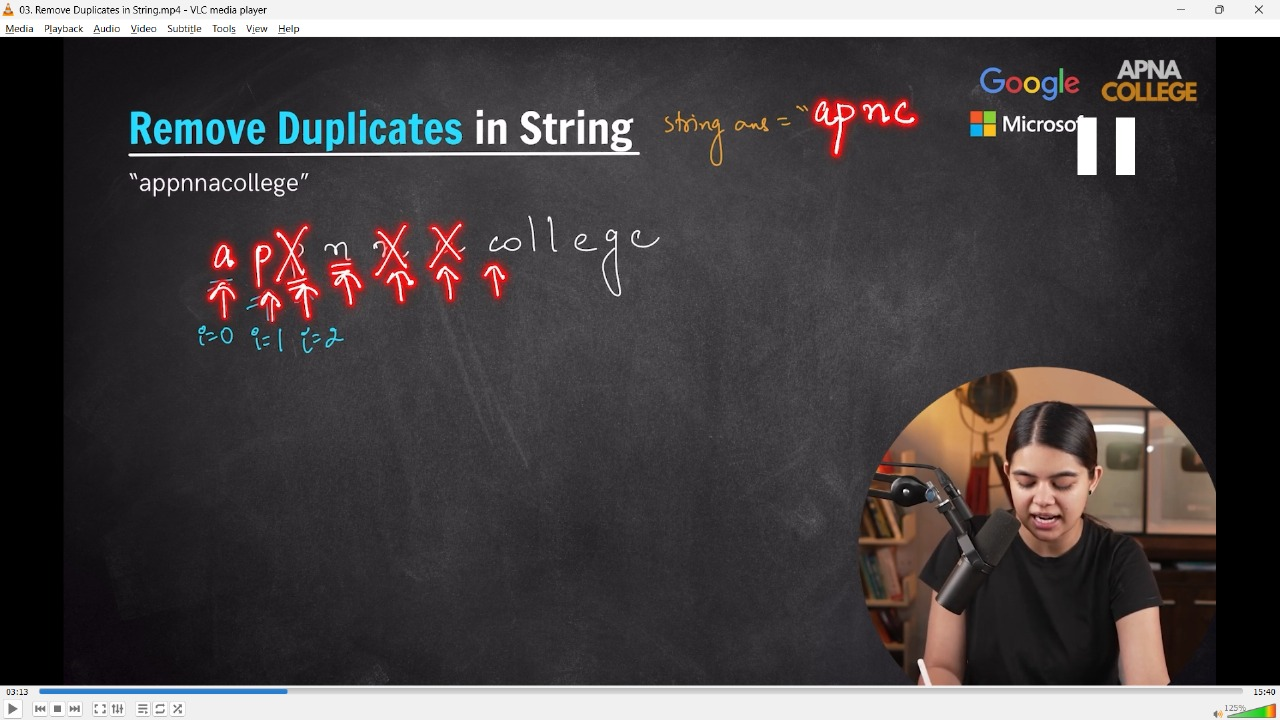 03. Remove Duplicates in String.mp4 - VLC media player
Media Playback Audio Video Subtitle Tools View Help
Google APNA COLLEGE
Remove Duplicates in String string ans = "apnc
Microsof
"appnnacollege"
a p X n X X college
i=0 i=1 i=2
03:13 15:40
125%